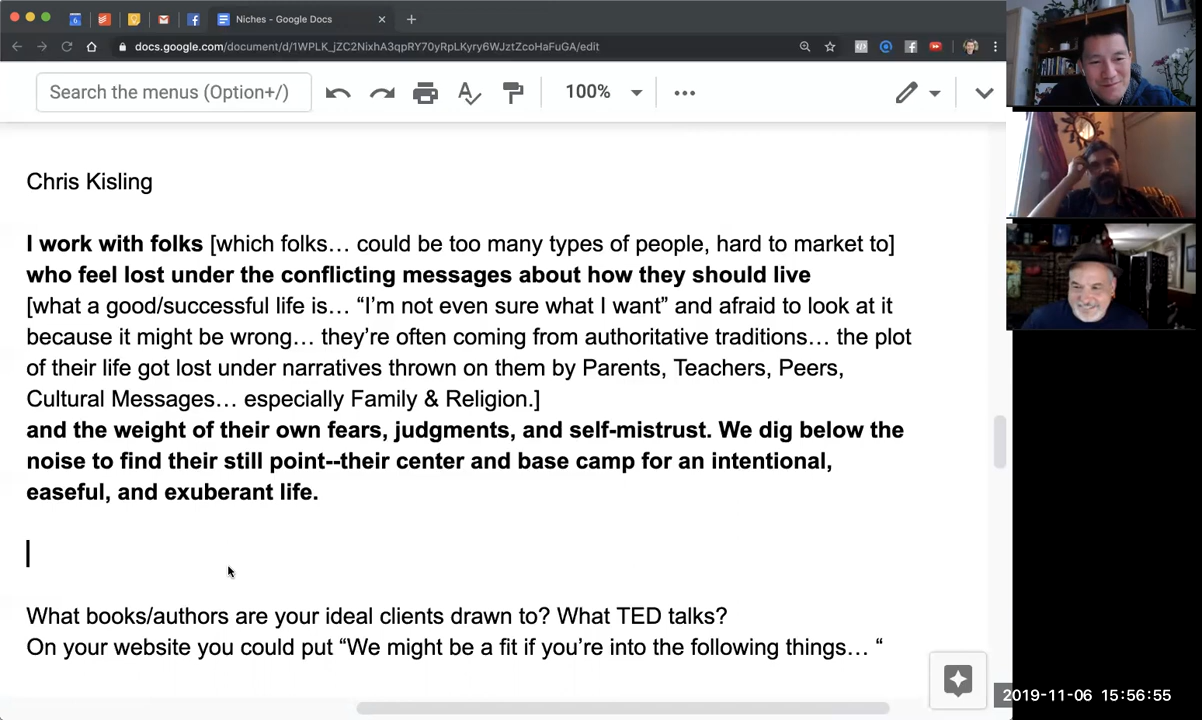 Niches - Google Docs
docs.google.com/document/d/1WPLK_jZC2NixhA3qpRY70yRpLKyry6WJztZcoHaFuGA/edit
Search the menus (Option+/)
100%
Chris Kisling
I work with folks [which folks… could be too many types of people, hard to market to]
who feel lost under the conflicting messages about how they should live
[what a good/successful life is… “I’m not even sure what I want” and afraid to look at it
because it might be wrong… they’re often coming from authoritative traditions… the plot
of their life got lost under narratives thrown on them by Parents, Teachers, Peers,
Cultural Messages… especially Family & Religion.]
and the weight of their own fears, judgments, and self-mistrust. We dig below the
noise to find their still point--their center and base camp for an intentional,
easeful, and exuberant life.
What books/authors are your ideal clients drawn to? What TED talks?
On your website you could put “We might be a fit if you’re into the following things… “
2019-11-06 15:56:55